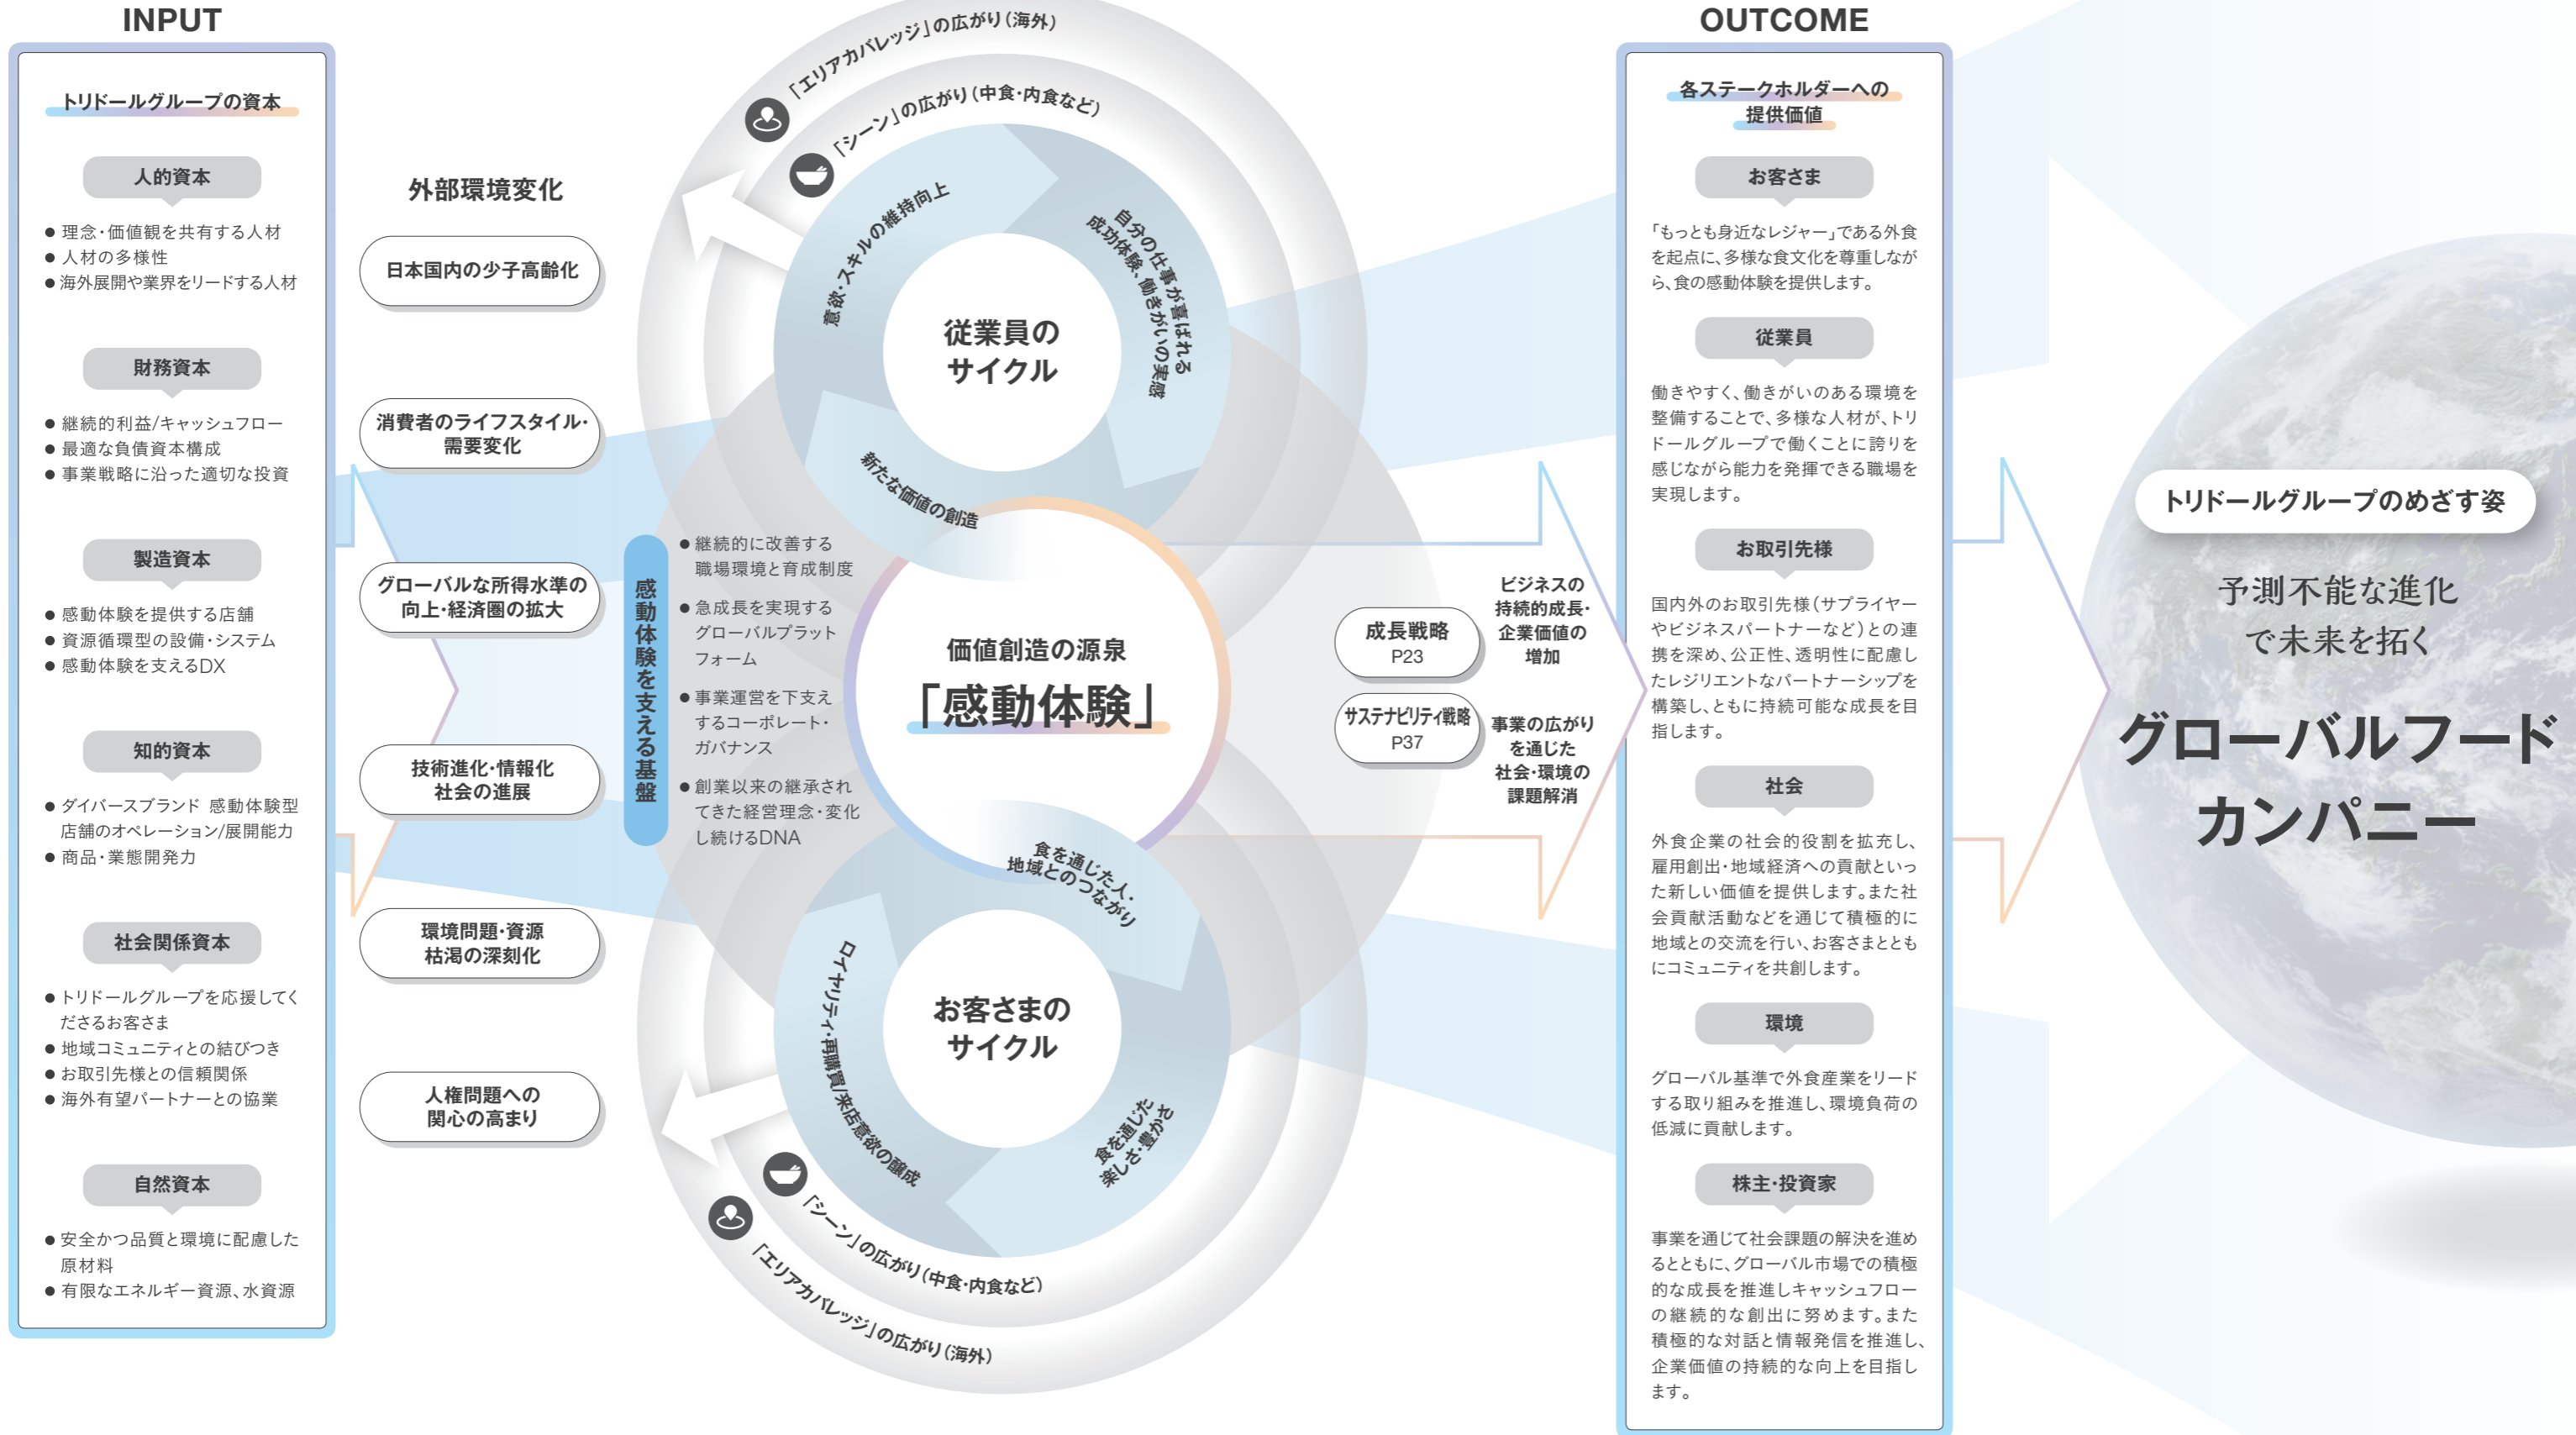 INPUT
トリドールグループの資本
人的資本
● 理念・価値観を共有する人材
● 人材の多様性
● 海外展開や業界をリードする人材
財務資本
● 継続的利益/キャッシュフロー
● 最適な負債資本構成
● 事業戦略に沿った適切な投資
製造資本
● 感動体験を提供する店舗
● 資源循環型の設備・システム
● 感動体験を支えるDX
知的資本
● ダイバースブランド 感動体験型
店舗のオペレーション/展開能力
● 商品・業態開発力
社会関係資本
● トリドールグループを応援してく
ださるお客さま
● 地域コミュニティとの結びつき
● お取引先様との信頼関係
● 海外有望パートナーとの協業
自然資本
● 安全かつ品質と環境に配慮した
原材料
● 有限なエネルギー資源、水資源
外部環境変化
日本国内の少子高齢化
消費者のライフスタイル・
需要変化
グローバルな所得水準の
向上・経済圏の拡大
技術進化・情報化
社会の進展
環境問題・資源
枯渇の深刻化
人権問題への
関心の高まり
「エリアカバレッジ」の広がり(海外)
「シーン」の広がり(中食・内食など)
意欲・スキルの維持向上
自分の仕事が喜ばれる
成功体験、働きがいの実感
新たな価値の創造
従業員の
サイクル
感動体験を支える基盤
● 継続的に改善する
職場環境と育成制度
● 急成長を実現する
グローバルプラット
フォーム
● 事業運営を下支え
するコーポレート・
ガバナンス
● 創業以来の継承され
てきた経営理念・変化
し続けるDNA
価値創造の源泉
「感動体験」
食を通じた人・
地域とのつながり
食を通じた
楽しさ・豊かさ
ロイヤリティ・再購買/来店意欲の醸成
お客さまの
サイクル
「シーン」の広がり(中食・内食など)
「エリアカバレッジ」の広がり(海外)
成長戦略
P23
サステナビリティ戦略
P37
ビジネスの
持続的成長・
企業価値の
増加
事業の広がり
を通じた
社会・環境の
課題解消
OUTCOME
各ステークホルダーへの
提供価値
お客さま
「もっとも身近なレジャー」である外食
を起点に、多様な食文化を尊重しなが
ら、食の感動体験を提供します。
従業員
働きやすく、働きがいのある環境を
整備することで、多様な人材が、トリ
ドールグループで働くことに誇りを
感じながら能力を発揮できる職場を
実現します。
お取引先様
国内外のお取引先様(サプライヤー
やビジネスパートナーなど)との連
携を深め、公正性、透明性に配慮し
たレジリエントなパートナーシップを
構築し、ともに持続可能な成長を目
指します。
社会
外食企業の社会的役割を拡充し、
雇用創出・地域経済への貢献といっ
た新しい価値を提供します。また社
会貢献活動などを通じて積極的に
地域との交流を行い、お客さまととも
にコミュニティを共創します。
環境
グローバル基準で外食産業をリード
する取り組みを推進し、環境負荷の
低減に貢献します。
株主・投資家
事業を通じて社会課題の解決を進め
るとともに、グローバル市場での積極
的な成長を推進しキャッシュフロー
の継続的な創出に努めます。また
積極的な対話と情報発信を推進し、
企業価値の持続的な向上を目指し
ます。
トリドールグループのめざす姿
予測不能な進化
で未来を拓く
グローバルフード
カンパニー